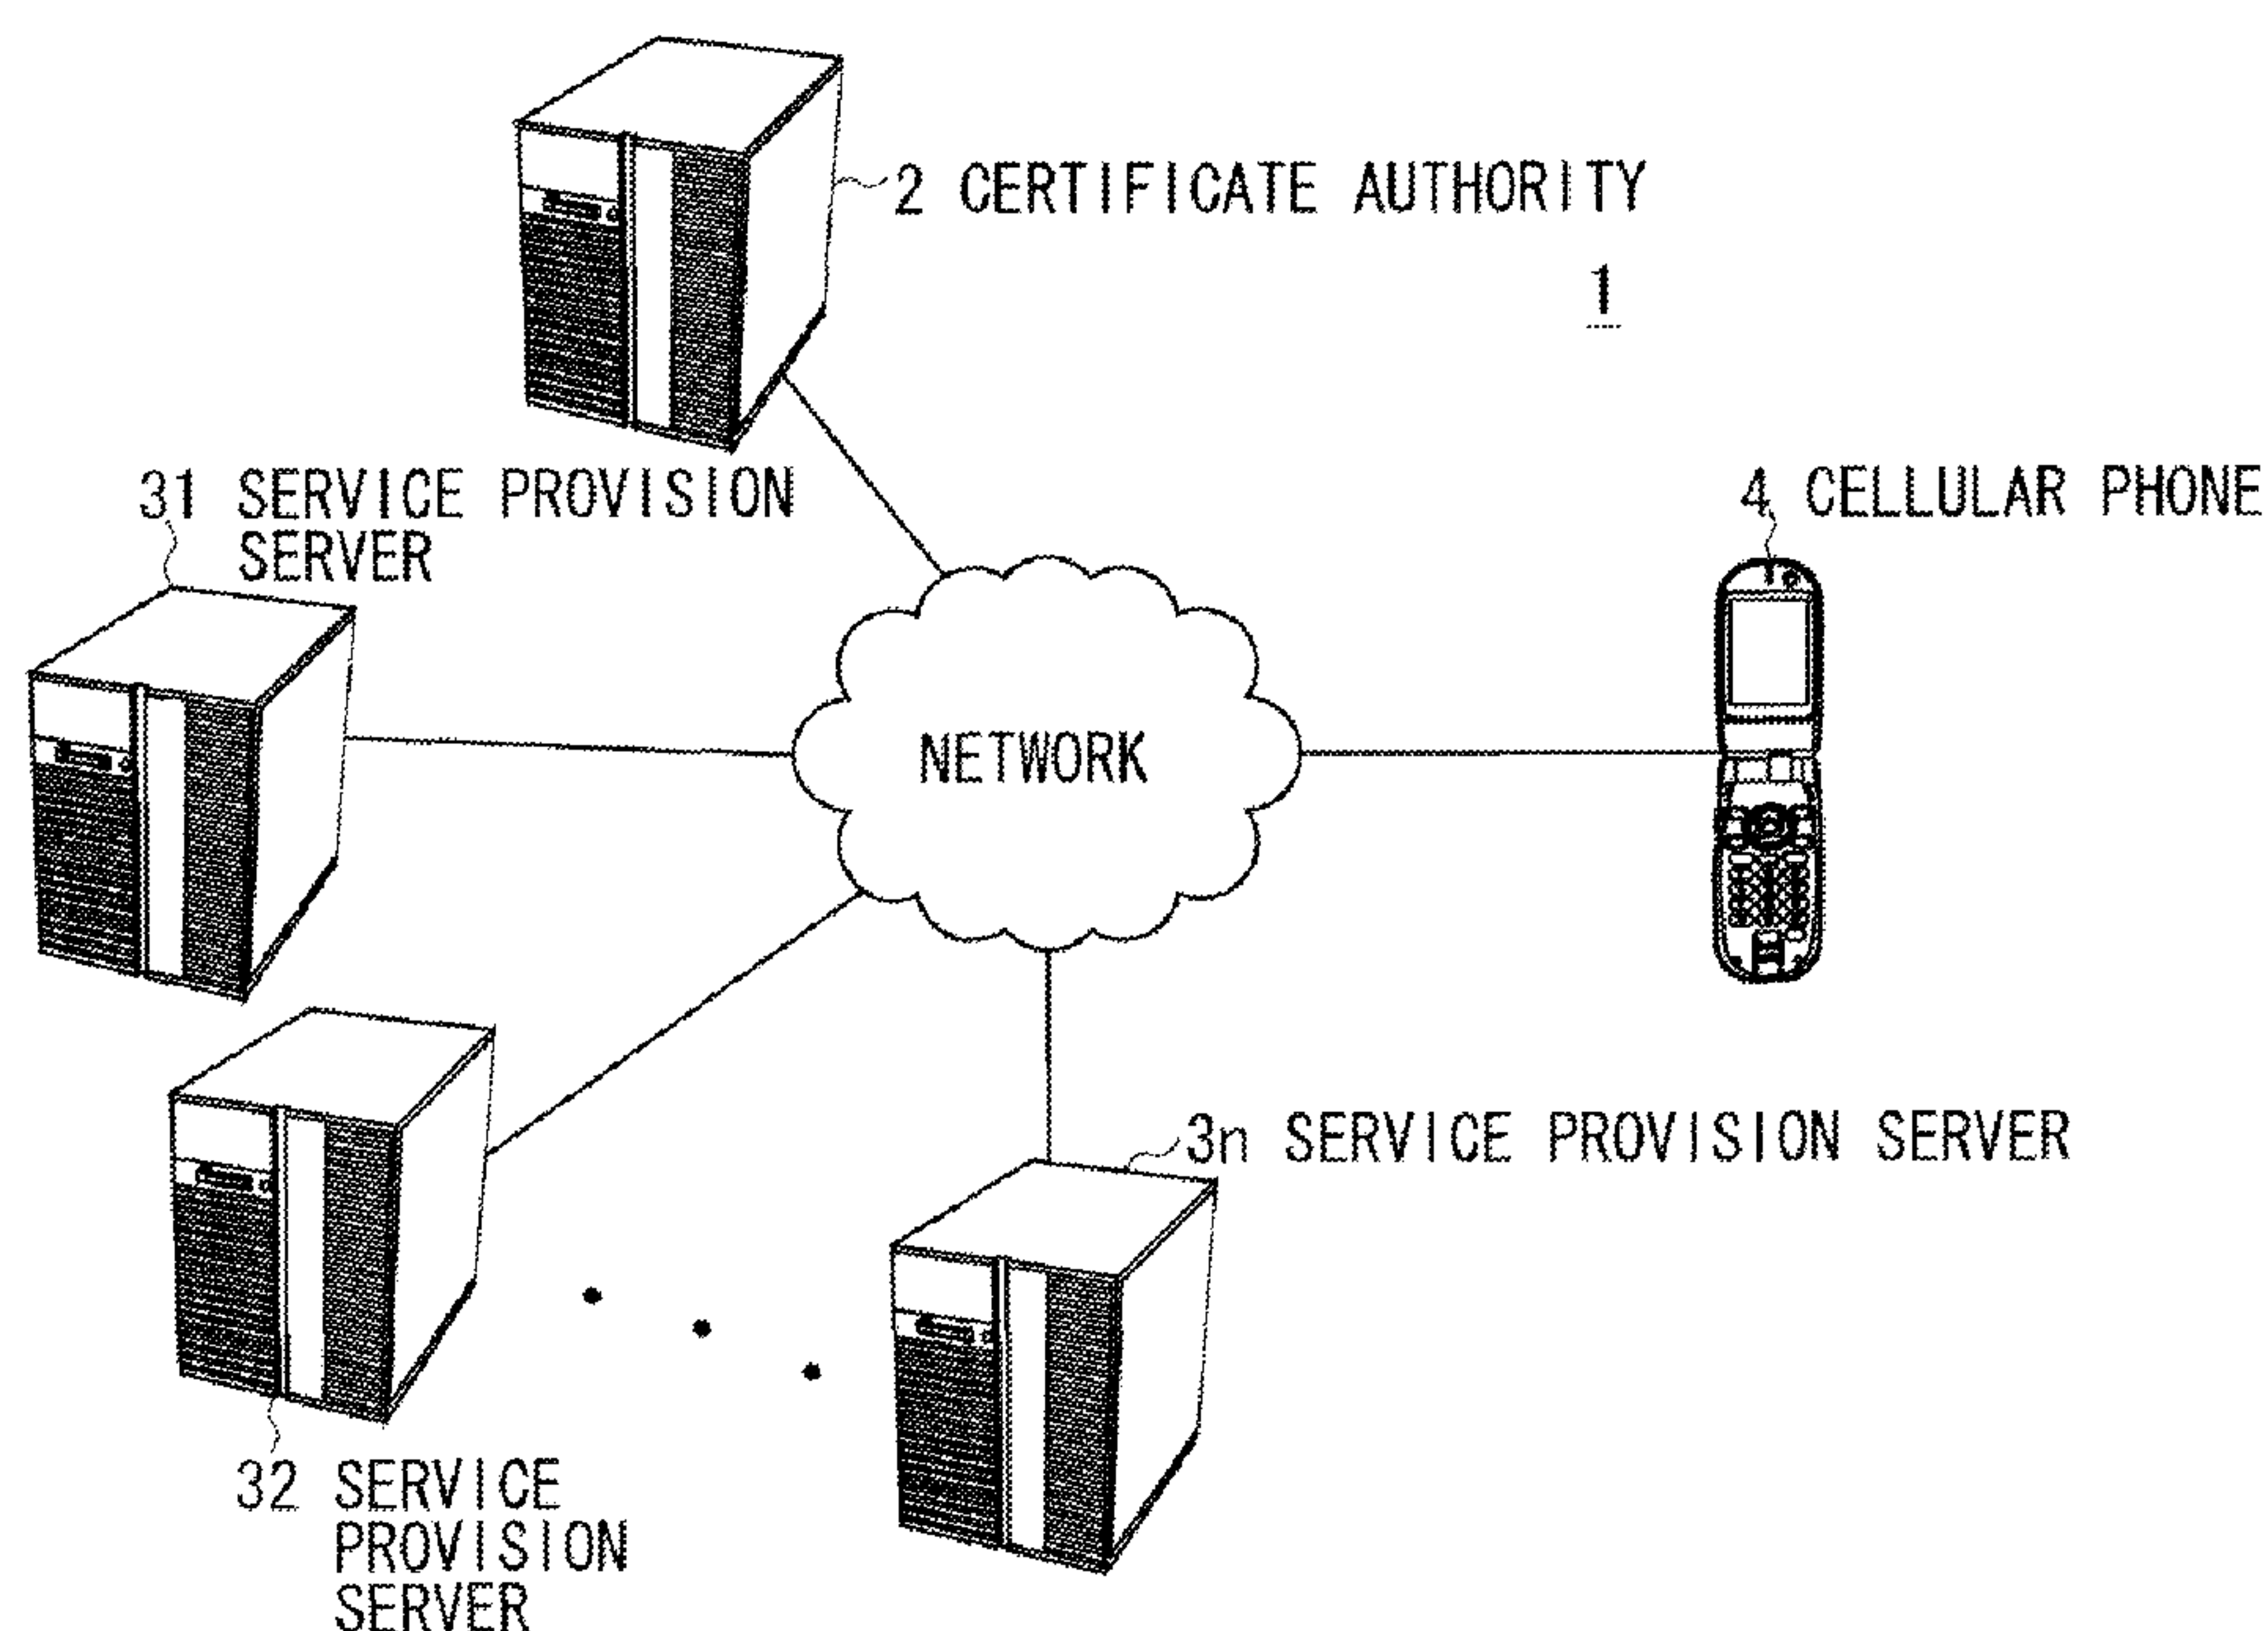 2 CERTIFICATE AUTHORITY
1
31 SERVICE PROVISION
SERVER
4 CELLULAR PHONE
NETWORK
3n SERVICE PROVISION SERVER
32 SERVICE
PROVISION
SERVER